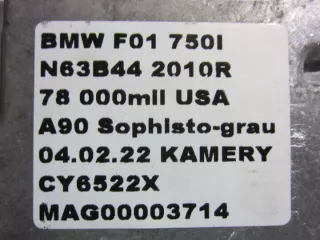 BMW F01 750I
N63B44 2010R
78 000mil USA
A90 Sophisto-grau
04.02.22 KAMERY
CY6522X
MAG00003714